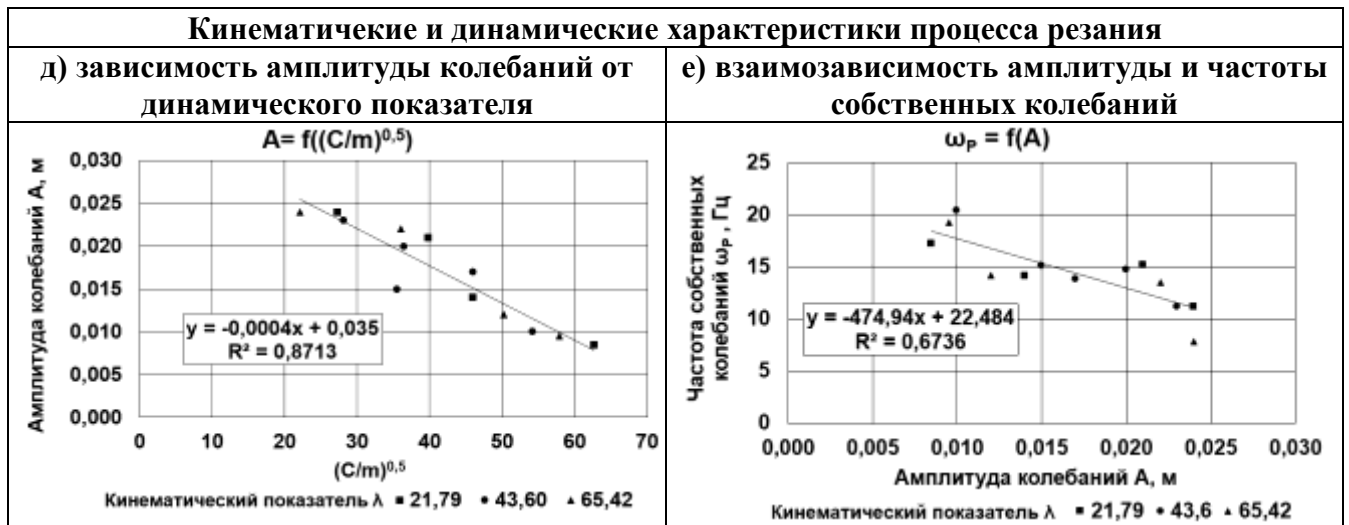 Кинематичекие и динамические характеристики процесса резания
д) зависимость амплитуды колебаний от
динамического показателя
A= f((C/m)⁰,⁵)
Амплитуда колебаний А, м
0,030
0,025
0,020
0,015
0,010
0,005
0,000
y = -0,0004x + 0,035
R² = 0,8713
0 10 20 30 40 50 60 70
(C/m)⁰,⁵
Кинематический показатель λ ■ 21,79 ● 43,60 ▲ 65,42
е) взаимозависимость амплитуды и частоты
собственных колебаний
ωₚ = f(A)
Частота собственных
колебаний ωₚ , Гц
25
20
15
10
5
0
y = -474,94x + 22,484
R² = 0,6736
0,000 0,005 0,010 0,015 0,020 0,025 0,030
Амплитуда колебаний А, м
Кинематический показатель λ ■ 21,79 ● 43,6 ▲ 65,42